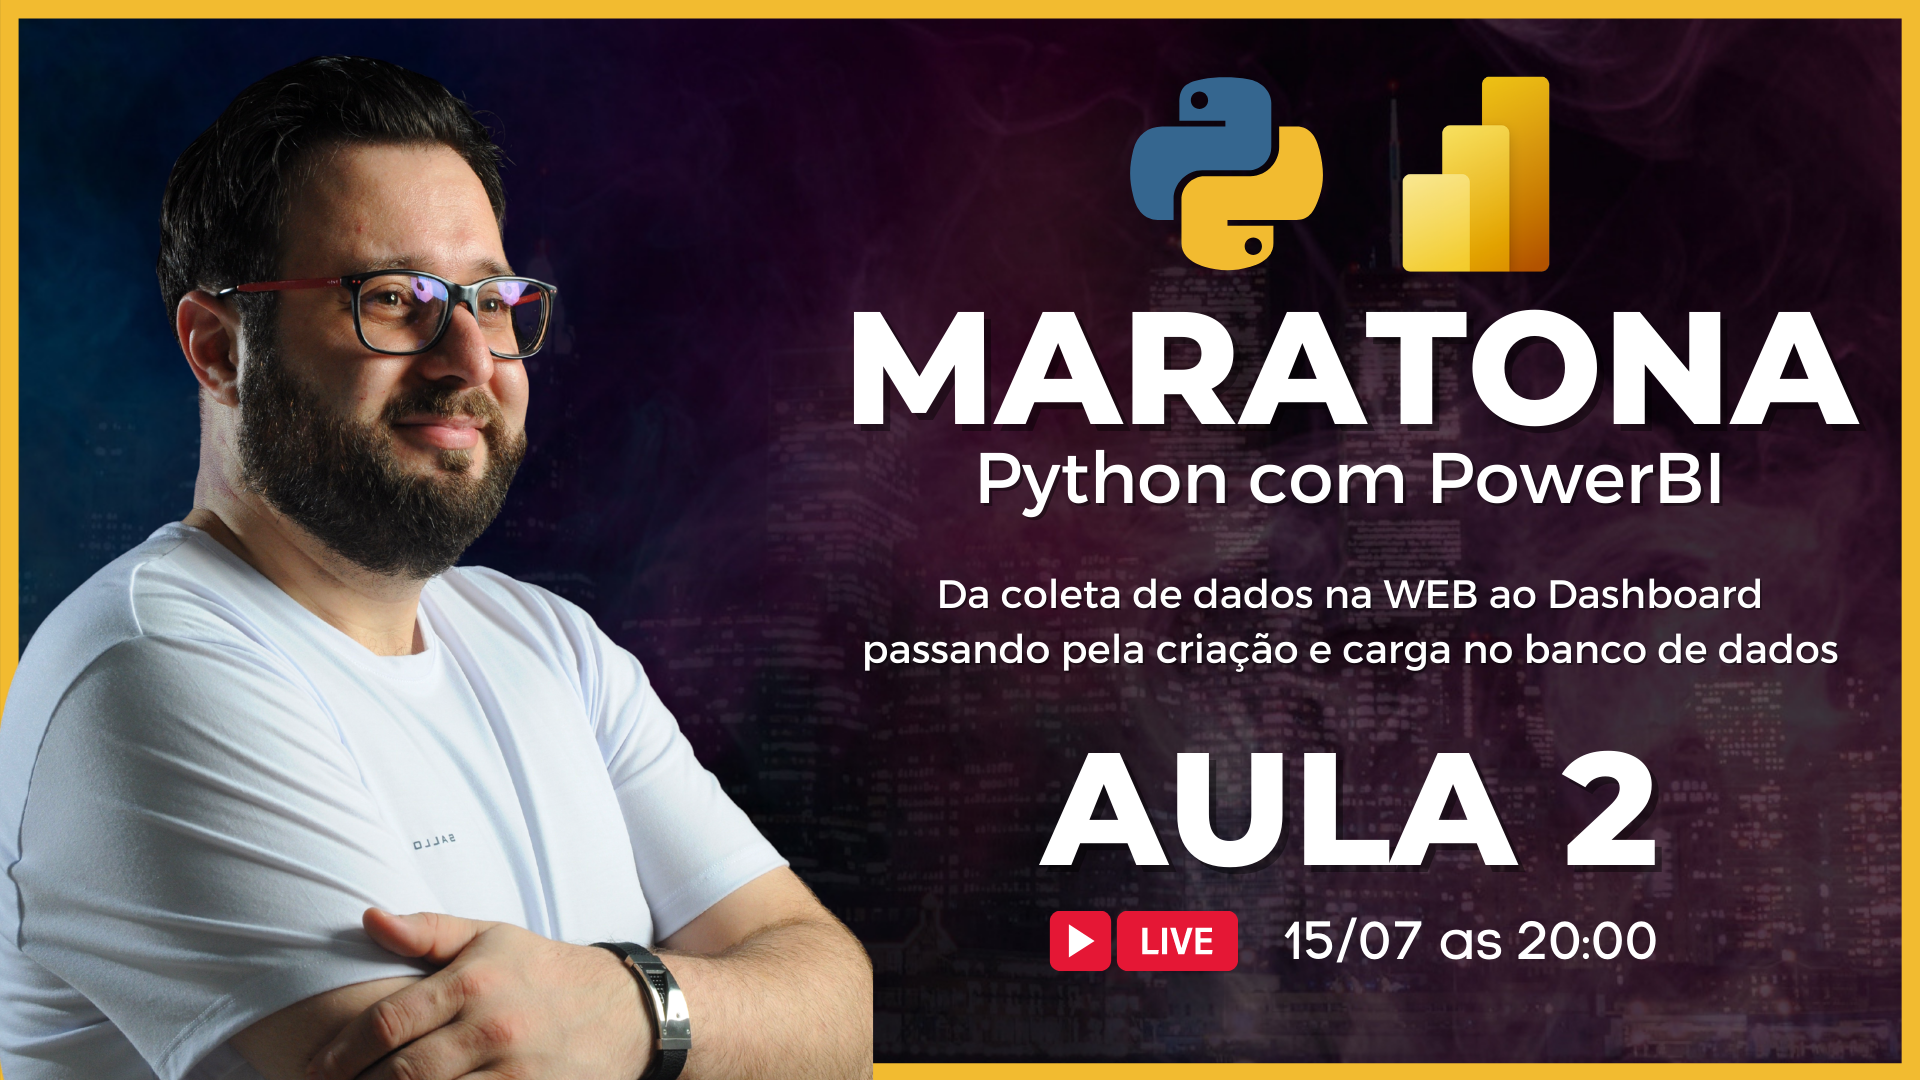 MARATONA
Python com PowerBI
Da coleta de dados na WEB ao Dashboard
passando pela criação e carga no banco de dados
AULA 2
LIVE 15/07 as 20:00
SALLO